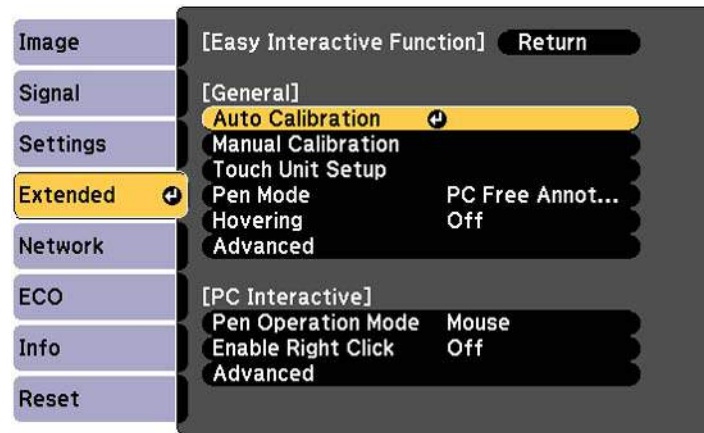 Image
Signal
Settings
Extended
Network
ECO
Info
Reset
[Easy Interactive Function] Return
[General]
Auto Calibration
Manual Calibration
Touch Unit Setup
Pen Mode PC Free Annot...
Hovering Off
Advanced
[PC Interactive]
Pen Operation Mode Mouse
Enable Right Click Off
Advanced